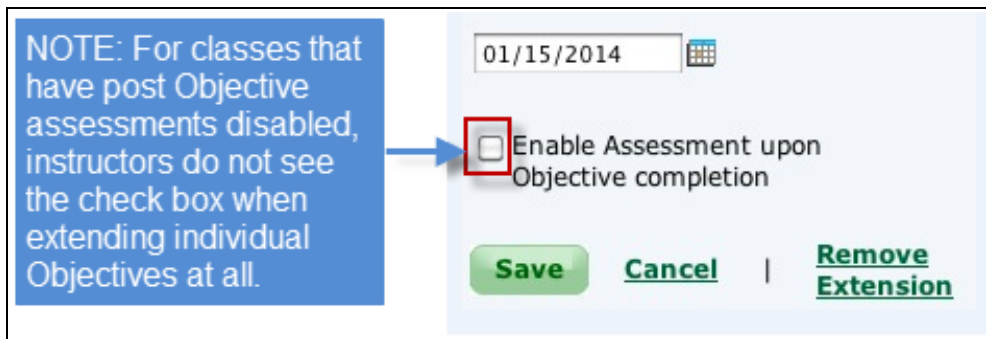 NOTE: For classes that
have post Objective
assessments disabled,
instructors do not see
the check box when
extending individual
Objectives at all.
01/15/2014
Enable Assessment upon
Objective completion
Save Cancel | Remove
Extension